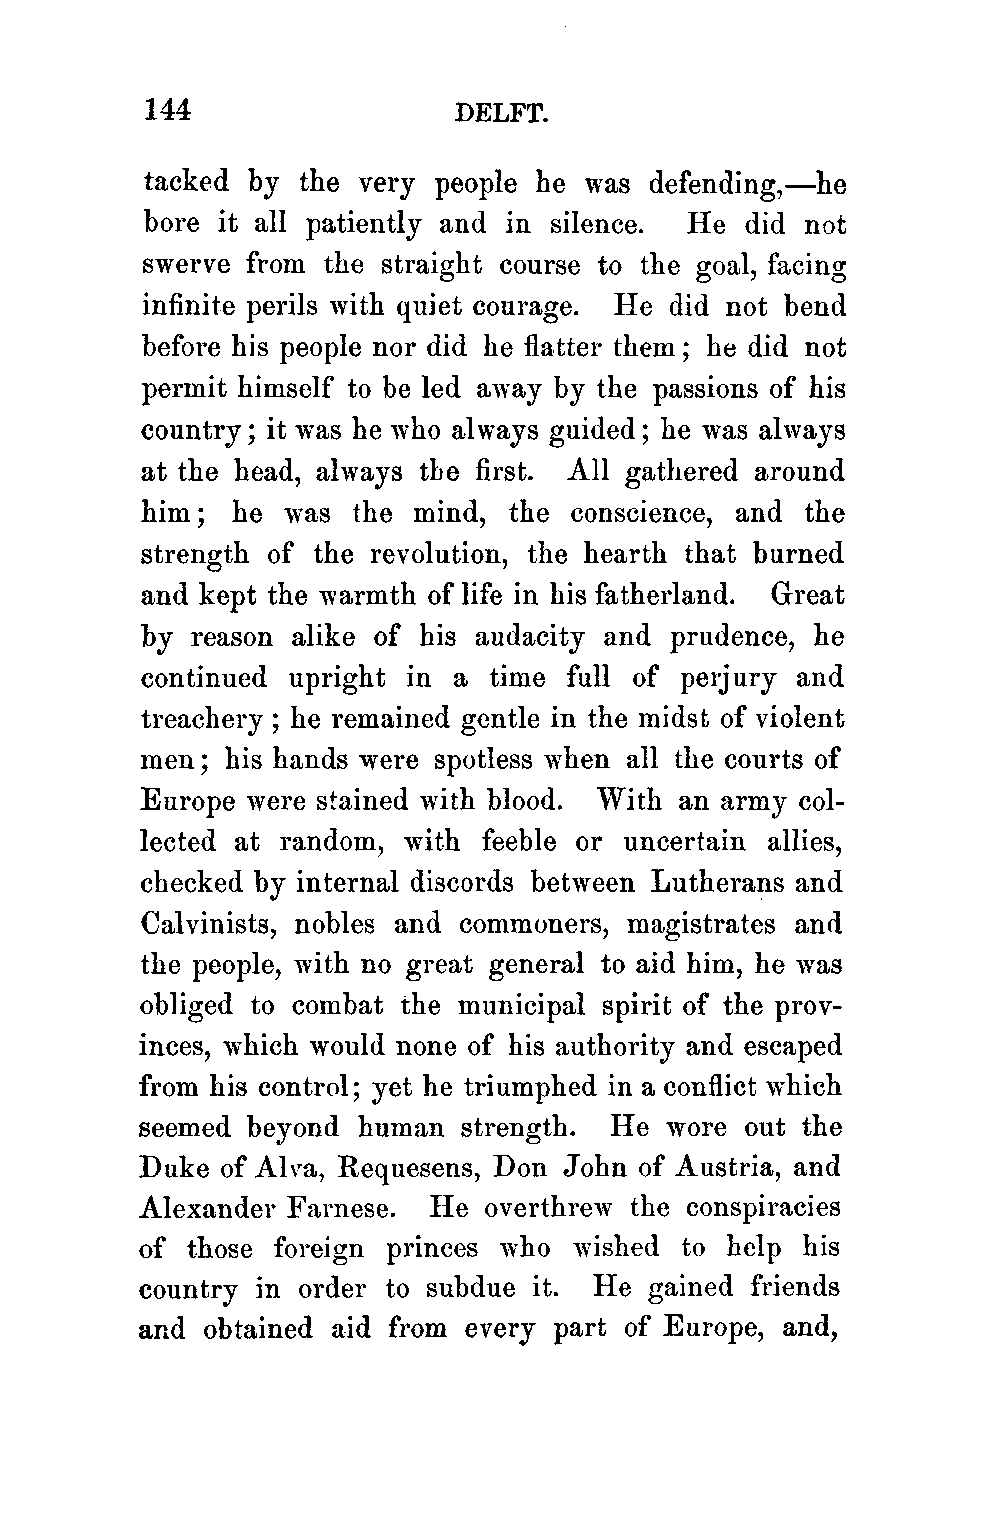 144 DELFT.
tacked by the very people he was defending,—he
bore it all patiently and in silence. He did not
swerve from the straight course to the goal, facing
infinite perils with quiet courage. He did not bend
before his people nor did he flatter them; he did not
permit himself to be led away by the passions of his
country; it was he who always guided; he was always
at the head, always the first. All gathered around
him; he was the mind, the conscience, and the
strength of the revolution, the hearth that burned
and kept the warmth of life in his fatherland. Great
by reason alike of his audacity and prudence, he
continued upright in a time full of perjury and
treachery; he remained gentle in the midst of violent
men; his hands were spotless when all the courts of
Europe were stained with blood. With an army col-
lected at random, with feeble or uncertain allies,
checked by internal discords between Lutherans and
Calvinists, nobles and commoners, magistrates and
the people, with no great general to aid him, he was
obliged to combat the municipal spirit of the prov-
inces, which would none of his authority and escaped
from his control; yet he triumphed in a conflict which
seemed beyond human strength. He wore out the
Duke of Alva, Requesens, Don John of Austria, and
Alexander Farnese. He overthrew the conspiracies
of those foreign princes who wished to help his
country in order to subdue it. He gained friends
and obtained aid from every part of Europe, and,